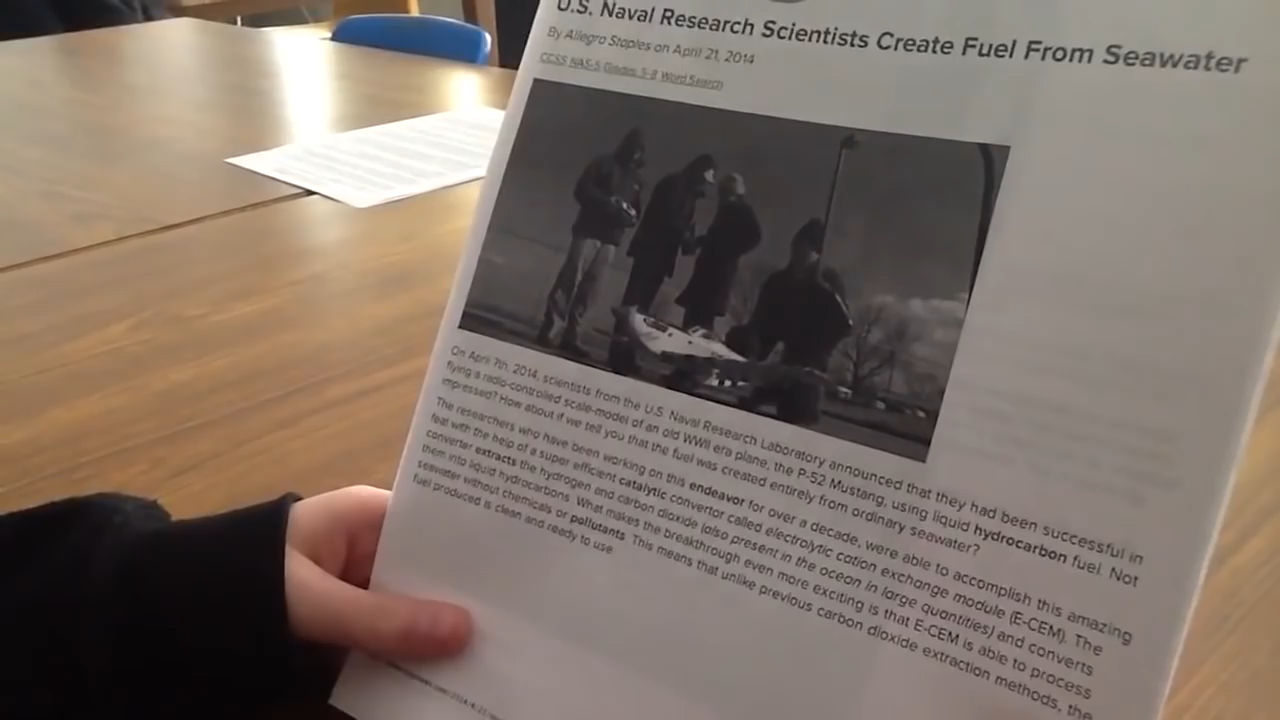 U.S. Naval Research Scientists Create Fuel From Seawater
By Allegra Staples on April 21, 2014
CCSS NAS-5 Grades 5-8 Word Search
On April 7th, 2014, scientists from the U.S. Naval Research Laboratory announced that they had been successful in
flying a radio-controlled scale-model of an old WWII era plane, the P-52 Mustang, using liquid hydrocarbon fuel. Not
impressed? How about if we tell you that the fuel was created entirely from ordinary seawater?
The researchers who have been working on this endeavor for over a decade, were able to accomplish this amazing
feat with the help of a super efficient catalytic convertor called electrolytic cation exchange module (E-CEM). The
converter extracts the hydrogen and carbon dioxide (also present in the ocean in large quantities) and converts
them into liquid hydrocarbons. What makes the breakthrough even more exciting is that E-CEM is able to process
seawater without chemicals or pollutants. This means that unlike previous carbon dioxide extraction methods, the
fuel produced is clean and ready to use.